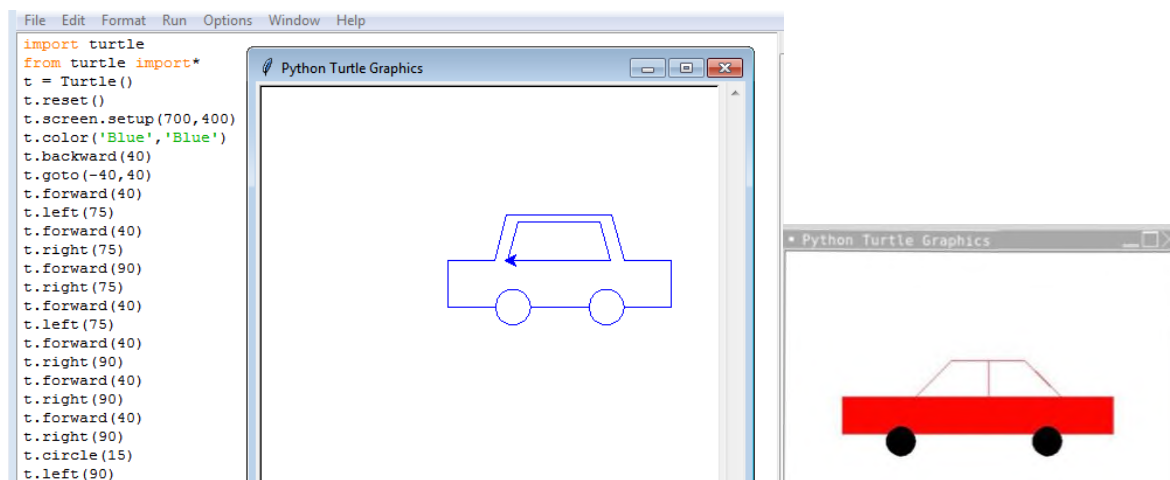 File Edit Format Run Options Window Help
import turtle
from turtle import*
t = Turtle()
t.reset()
t.screen.setup(700,400)
t.color('Blue','Blue')
t.backward(40)
t.goto(-40,40)
t.forward(40)
t.left(75)
t.forward(40)
t.right(75)
t.forward(90)
t.right(75)
t.forward(40)
t.left(75)
t.forward(40)
t.right(90)
t.forward(40)
t.right(90)
t.forward(40)
t.right(90)
t.circle(15)
t.left(90)
Python Turtle Graphics
Python Turtle Graphics